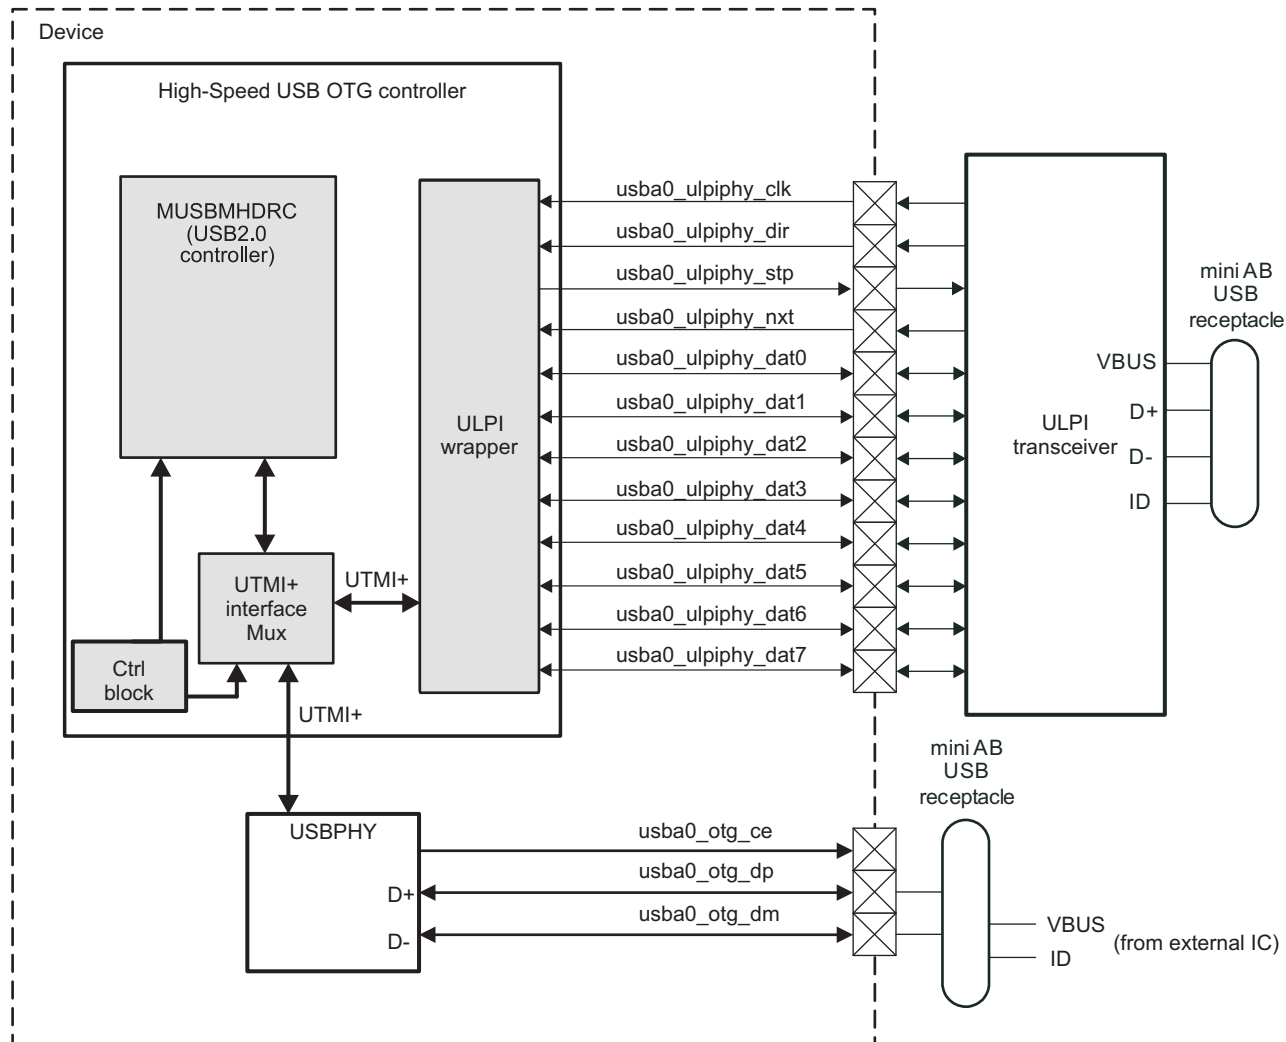 Device
High-Speed USB OTG controller
MUSBMHDRC
(USB2.0
controller)
UTMI+
interface
Mux
Ctrl
block
UTMI+
UTMI+
ULPI
wrapper
usba0_ulpiphy_clk
usba0_ulpiphy_dir
usba0_ulpiphy_stp
usba0_ulpiphy_nxt
usba0_ulpiphy_dat0
usba0_ulpiphy_dat1
usba0_ulpiphy_dat2
usba0_ulpiphy_dat3
usba0_ulpiphy_dat4
usba0_ulpiphy_dat5
usba0_ulpiphy_dat6
usba0_ulpiphy_dat7
ULPI
transceiver
VBUS
D+
D-
ID
mini AB
USB
receptacle
USBPHY
D+
D-
usba0_otg_ce
usba0_otg_dp
usba0_otg_dm
mini AB
USB
receptacle
VBUS
ID
(from external IC)